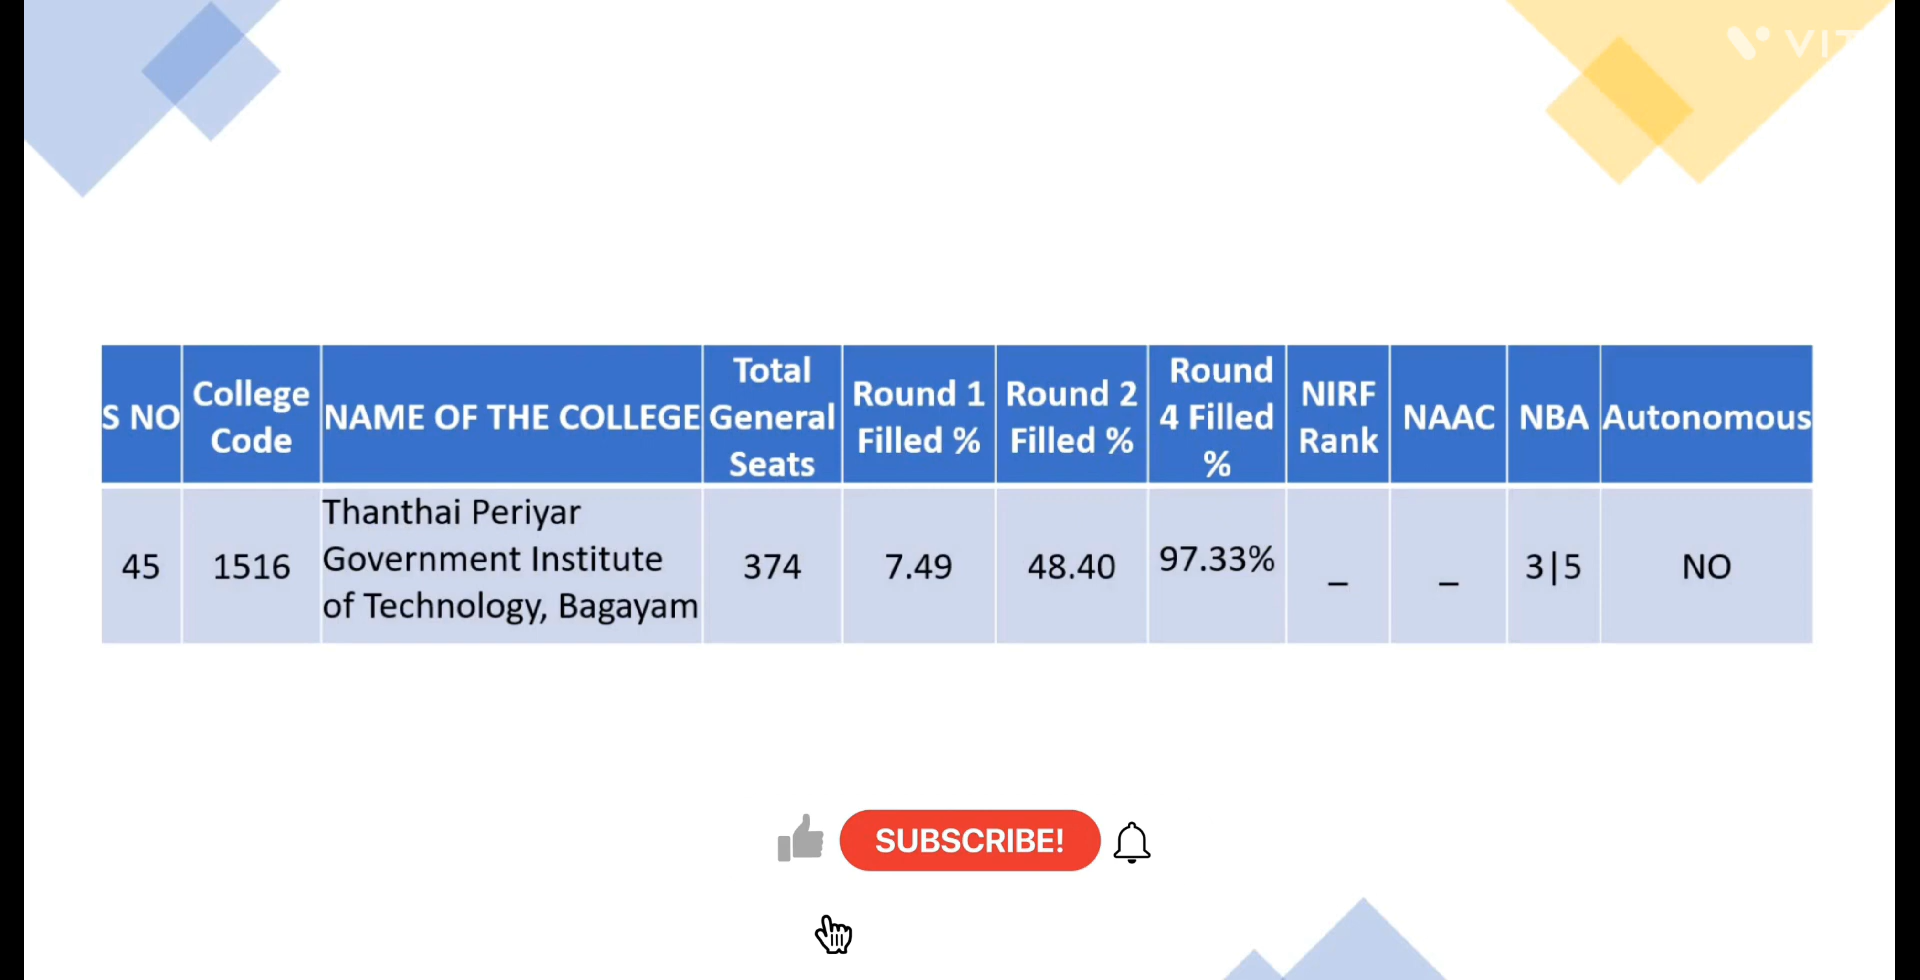 VIT
S NO
College
Code
NAME OF THE COLLEGE
Total
General
Seats
Round 1
Filled %
Round 2
Filled %
Round
4 Filled
%
NIRF
Rank
NAAC
NBA
Autonomous
45
1516
Thanthai Periyar
Government Institute
of Technology, Bagayam
374
7.49
48.40
97.33%
_
_
3|5
NO
SUBSCRIBE!